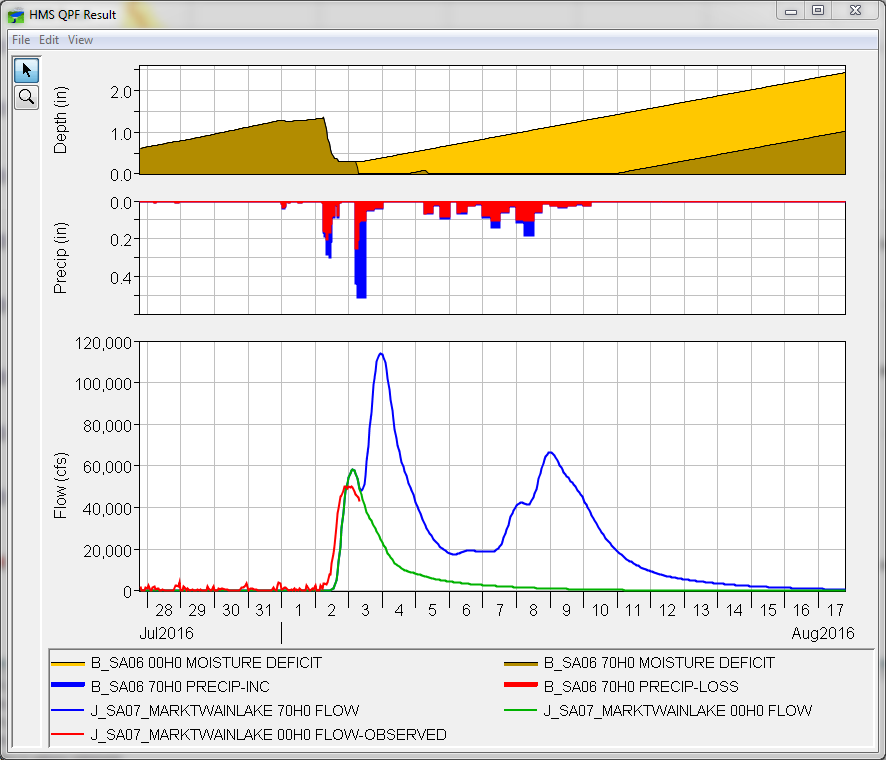 HMS QPF Result
File Edit View
Depth (in)
2.0
1.0
0.0
Precip (in)
0.0
0.2
0.4
Flow (cfs)
120,000
100,000
80,000
60,000
40,000
20,000
0
28 29 30 31 1 2 3 4 5 6 7 8 9 10 11 12 13 14 15 16 17
Jul2016 Aug2016
B_SA06 00H0 MOISTURE DEFICIT B_SA06 70H0 MOISTURE DEFICIT
B_SA06 70H0 PRECIP-INC B_SA06 70H0 PRECIP-LOSS
J_SA07_MARKTWAINLAKE 70H0 FLOW J_SA07_MARKTWAINLAKE 00H0 FLOW
J_SA07_MARKTWAINLAKE 00H0 FLOW-OBSERVED